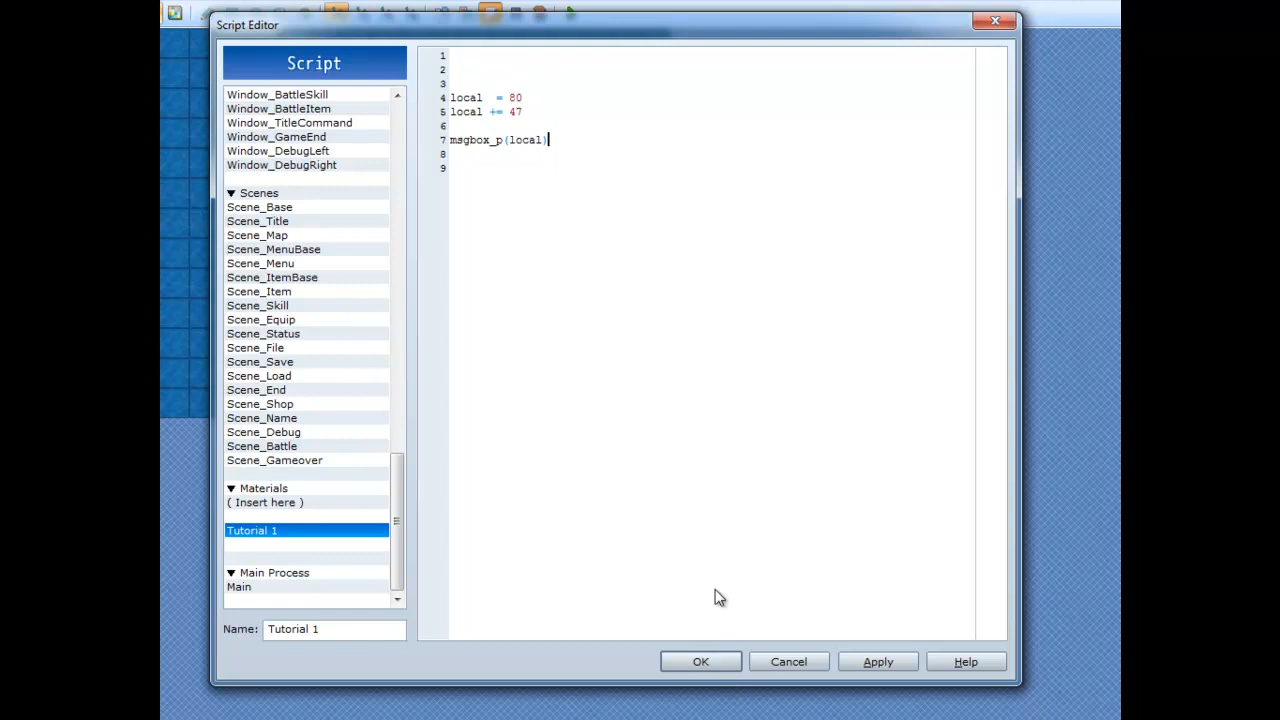 Script Editor
Script
Window_BattleSkill
Window_BattleItem
Window_TitleCommand
Window_GameEnd
Window_DebugLeft
Window_DebugRight
▼ Scenes
Scene_Base
Scene_Title
Scene_Map
Scene_MenuBase
Scene_Menu
Scene_ItemBase
Scene_Item
Scene_Skill
Scene_Equip
Scene_Status
Scene_File
Scene_Save
Scene_Load
Scene_End
Scene_Shop
Scene_Name
Scene_Debug
Scene_Battle
Scene_Gameover
▼ Materials
( Insert here )
Tutorial 1
▼ Main Process
Main
Name: Tutorial 1
1
2
3
4 local  = 80
5 local += 47
6
7 msgbox_p(local)
8
9
OK Cancel Apply Help